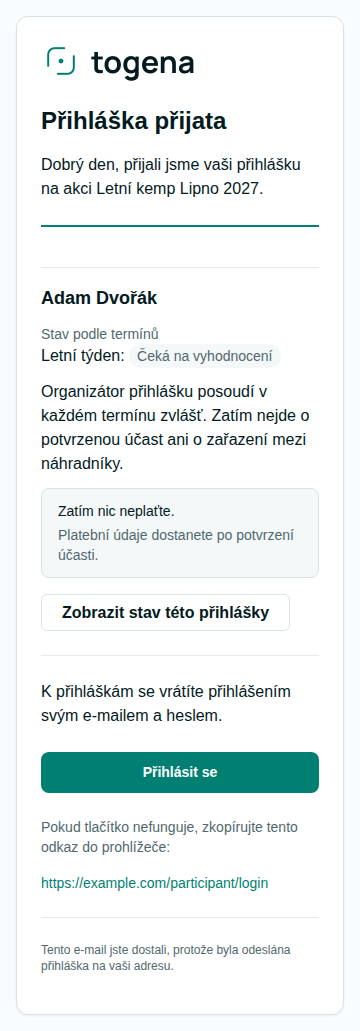 togena
Přihláška přijata
Dobrý den, přijali jsme vaši přihlášku
na akci Letní kemp Lipno 2027.
Adam Dvořák
Stav podle termínů
Letní týden: Čeká na vyhodnocení
Organizátor přihlášku posoudí v
každém termínu zvlášť. Zatím nejde o
potvrzenou účast ani o zařazení mezi
náhradníky.
Zatím nic neplaťte.
Platební údaje dostanete po potvrzení
účasti.
Zobrazit stav této přihlášky
K přihláškám se vrátíte přihlášením
svým e-mailem a heslem.
Přihlásit se
Pokud tlačítko nefunguje, zkopírujte tento
odkaz do prohlížeče:
https://example.com/participant/login
Tento e-mail jste dostali, protože byla odeslána
přihláška na vaši adresu.